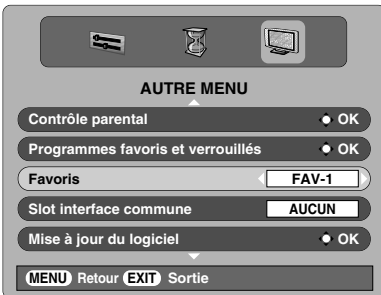 AUTRE MENU
Contrôle parental OK
Programmes favoris et verrouillés OK
Favoris FAV-1
Slot interface commune AUCUN
Mise à jour du logiciel OK
MENU Retour EXIT Sortie